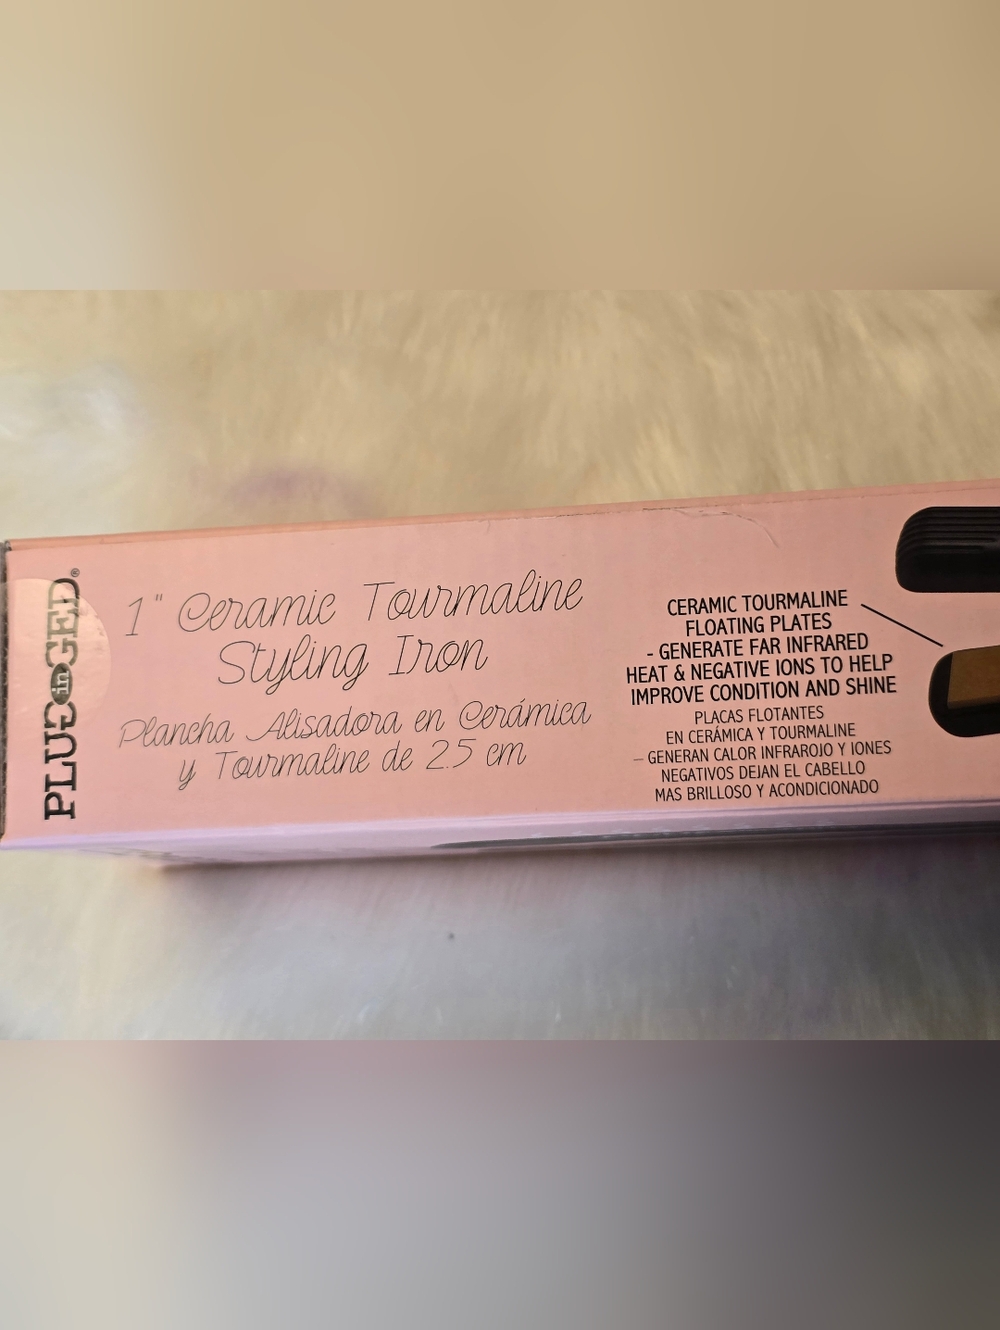 PLUGinGED®
1" Ceramic Tourmaline
Styling Iron
Plancha Alisadora en Cerámica
y Tourmaline de 2.5 cm
CERAMIC TOURMALINE
FLOATING PLATES
- GENERATE FAR INFRARED
HEAT & NEGATIVE IONS TO HELP
IMPROVE CONDITION AND SHINE
PLACAS FLOTANTES
EN CERÁMICA Y TOURMALINE
– GENERAN CALOR INFRAROJO Y IONES
NEGATIVOS DEJAN EL CABELLO
MAS BRILLOSO Y ACONDICIONADO